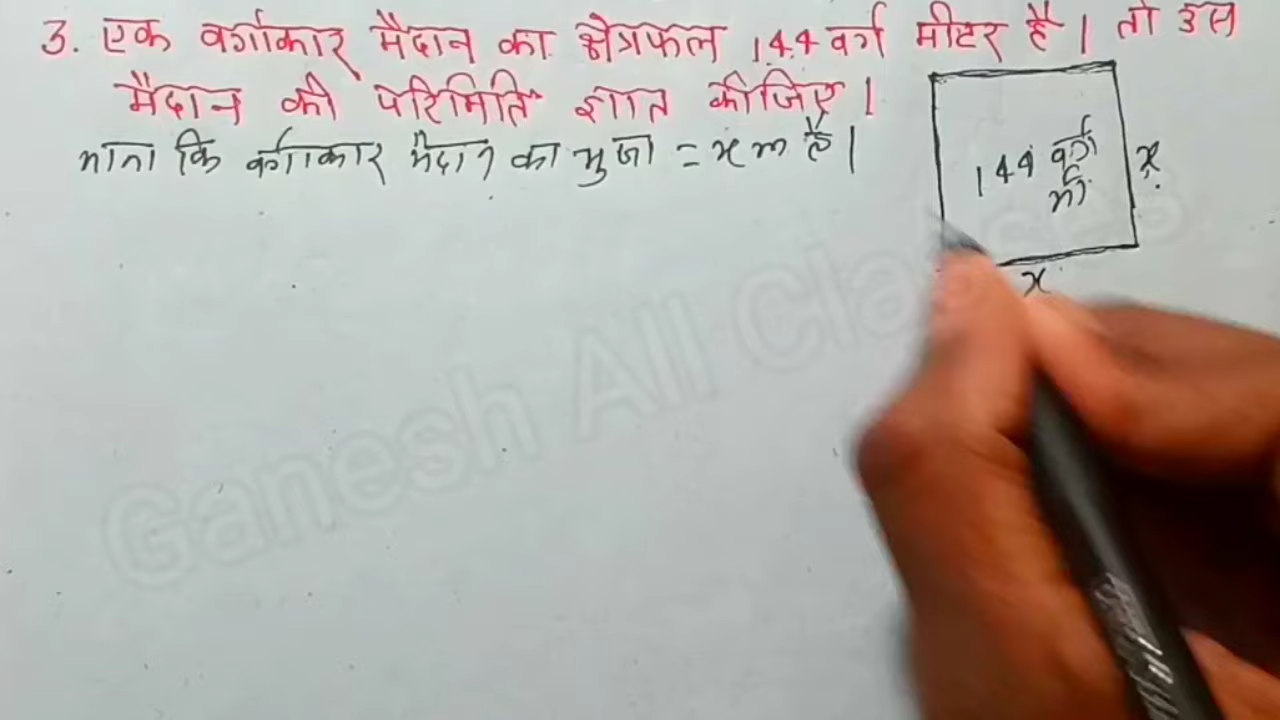 3. एक वर्गाकार मैदान का क्षेत्रफल 144 वर्ग मीटर है। तो उस
मैदान की परिमिति ज्ञात कीजिए।
माना कि वर्गाकार मैदान का भुजा = x m है।
144 वर्ग
मी.
x
x
Ganesh All Classes